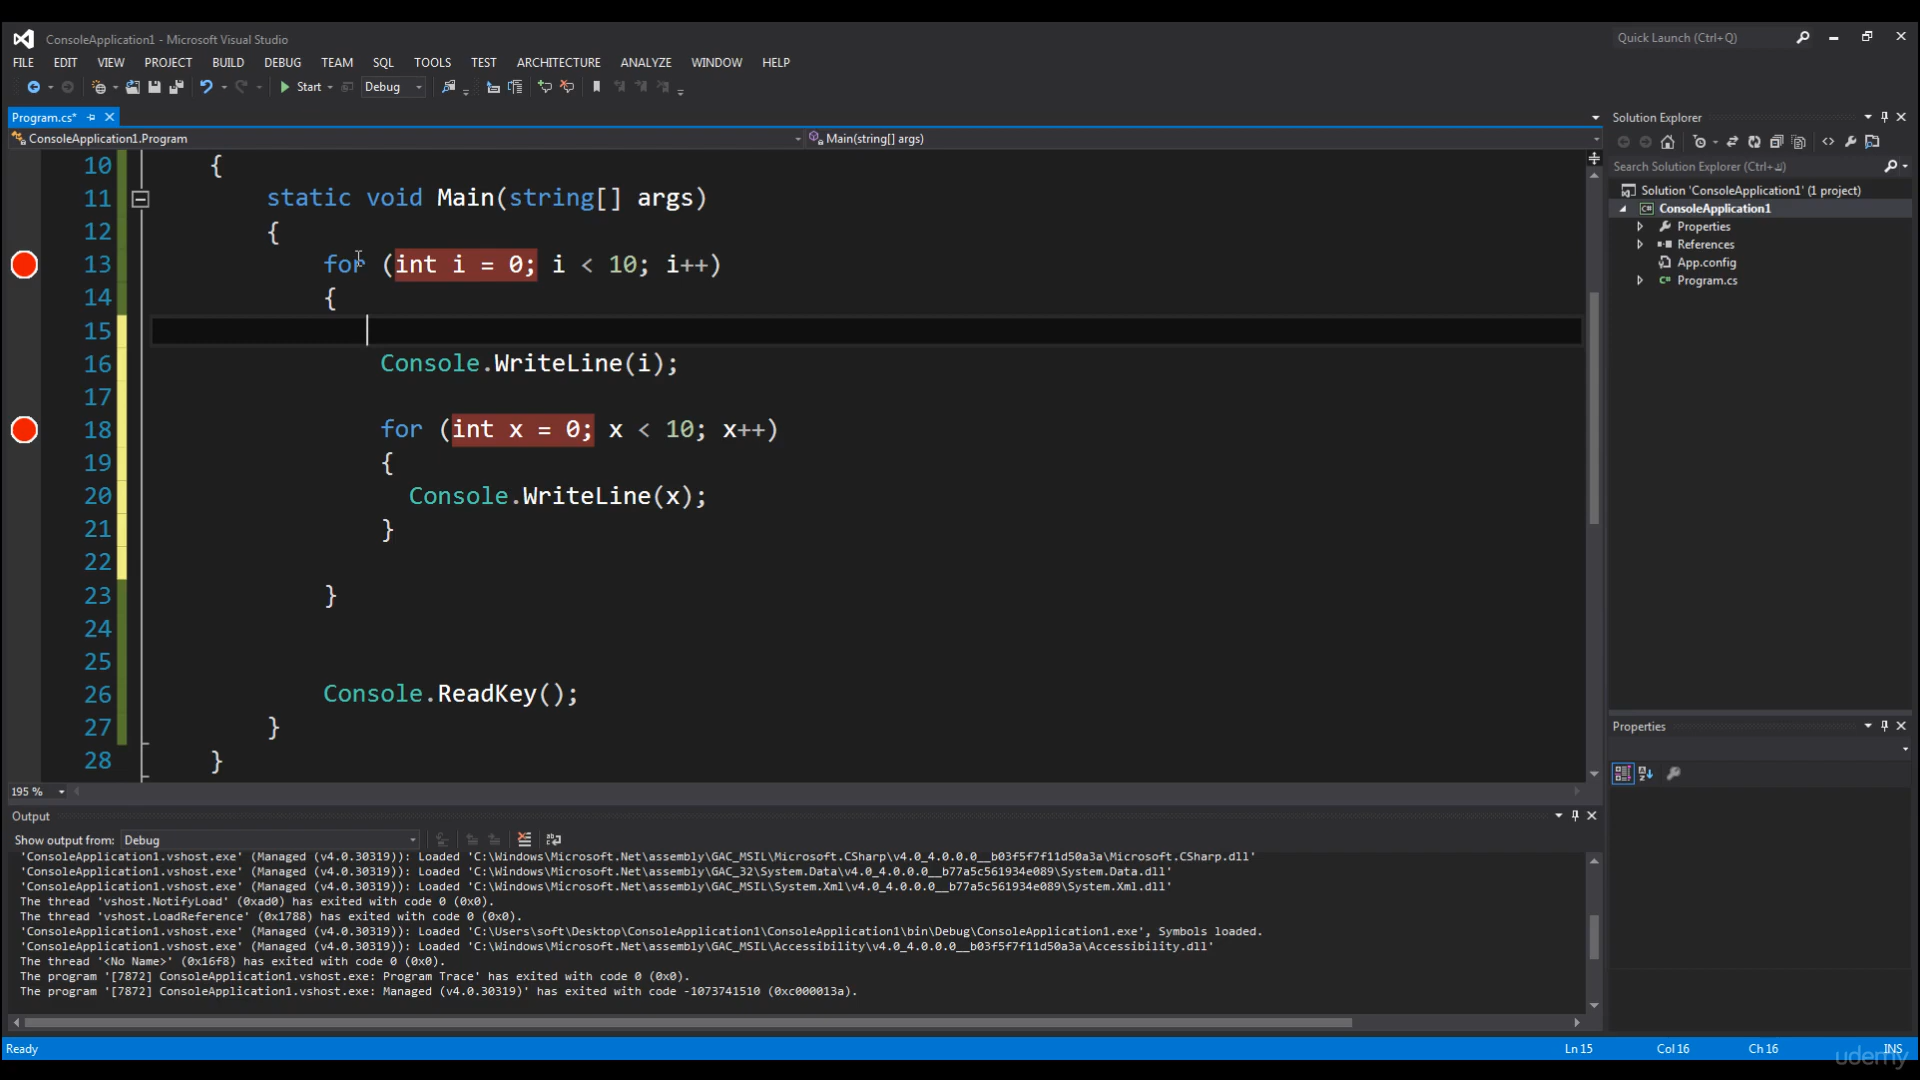 ConsoleApplication1 - Microsoft Visual Studio
Quick Launch (Ctrl+Q)
FILE EDIT VIEW PROJECT BUILD DEBUG TEAM SQL TOOLS TEST ARCHITECTURE ANALYZE WINDOW HELP
Start Debug
Program.cs*
ConsoleApplication1.Program
Main(string[] args)
10 {
11 static void Main(string[] args)
12 {
13 for (int i = 0; i < 10; i++)
14 {
15
16 Console.WriteLine(i);
17
18 for (int x = 0; x < 10; x++)
19 {
20 Console.WriteLine(x);
21 }
22
23 }
24
25
26 Console.ReadKey();
27 }
28 }
195 %
Solution Explorer
Search Solution Explorer (Ctrl+ك)
Solution 'ConsoleApplication1' (1 project)
ConsoleApplication1
Properties
References
App.config
Program.cs
Properties
Output
Show output from: Debug
'ConsoleApplication1.vshost.exe' (Managed (v4.0.30319)): Loaded 'C:\Windows\Microsoft.Net\assembly\GAC_MSIL\Microsoft.CSharp\v4.0_4.0.0.0__b03f5f7f11d50a3a\Microsoft.CSharp.dll'
'ConsoleApplication1.vshost.exe' (Managed (v4.0.30319)): Loaded 'C:\Windows\Microsoft.Net\assembly\GAC_32\System.Data\v4.0_4.0.0.0__b77a5c561934e089\System.Data.dll'
'ConsoleApplication1.vshost.exe' (Managed (v4.0.30319)): Loaded 'C:\Windows\Microsoft.Net\assembly\GAC_MSIL\System.Xml\v4.0_4.0.0.0__b77a5c561934e089\System.Xml.dll'
The thread 'vshost.NotifyLoad' (0xad0) has exited with code 0 (0x0).
The thread 'vshost.LoadReference' (0x1788) has exited with code 0 (0x0).
'ConsoleApplication1.vshost.exe' (Managed (v4.0.30319)): Loaded 'C:\Users\soft\Desktop\ConsoleApplication1\ConsoleApplication1\bin\Debug\ConsoleApplication1.exe', Symbols loaded.
'ConsoleApplication1.vshost.exe' (Managed (v4.0.30319)): Loaded 'C:\Windows\Microsoft.Net\assembly\GAC_MSIL\Accessibility\v4.0_4.0.0.0__b03f5f7f11d50a3a\Accessibility.dll'
The thread '<No Name>' (0x16f8) has exited with code 0 (0x0).
The program '[7872] ConsoleApplication1.vshost.exe: Program Trace' has exited with code 0 (0x0).
The program '[7872] ConsoleApplication1.vshost.exe: Managed (v4.0.30319)' has exited with code -1073741510 (0xc000013a).
Ready
Ln 15 Col 16 Ch 16 INS
udemy